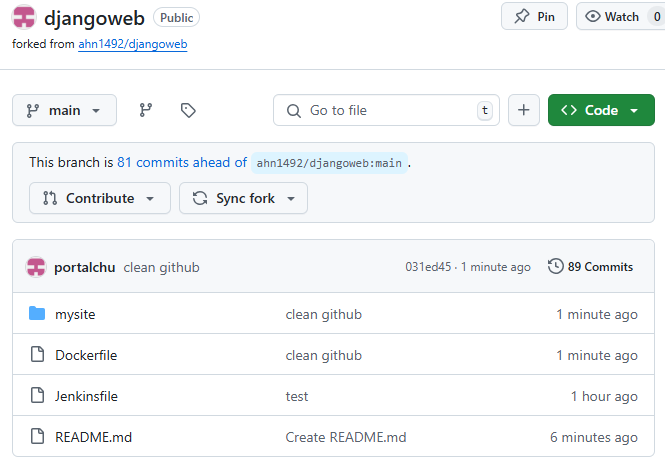 djangoweb Public Pin Watch 0
forked from ahn1492/djangoweb
main Go to file t + Code
This branch is 81 commits ahead of ahn1492/djangoweb:main.
Contribute Sync fork
portalchu clean github 031ed45 · 1 minute ago 89 Commits
mysite clean github 1 minute ago
Dockerfile clean github 1 minute ago
Jenkinsfile test 1 hour ago
README.md Create README.md 6 minutes ago